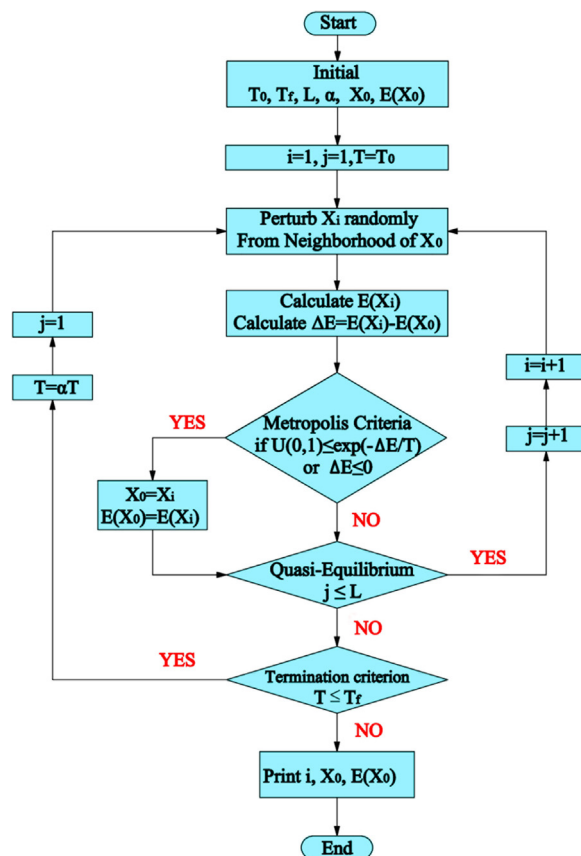 Start
Initial
T₀, T_f, L, α, X₀, E(X₀)
i=1, j=1,T=T₀
Perturb Xᵢ randomly
From Neighborhood of X₀
Calculate E(Xᵢ)
Calculate ΔE=E(Xᵢ)-E(X₀)
j=1
T=αT
i=i+1
j=j+1
YES
Metropolis Criteria
if U(0,1)≤exp(-ΔE/T)
or ΔE≤0
X₀=Xᵢ
E(X₀)=E(Xᵢ)
NO
Quasi-Equilibrium
j ≤ L
YES
NO
YES
Termination criterion
T ≤ T_f
NO
Print i, X₀, E(X₀)
End